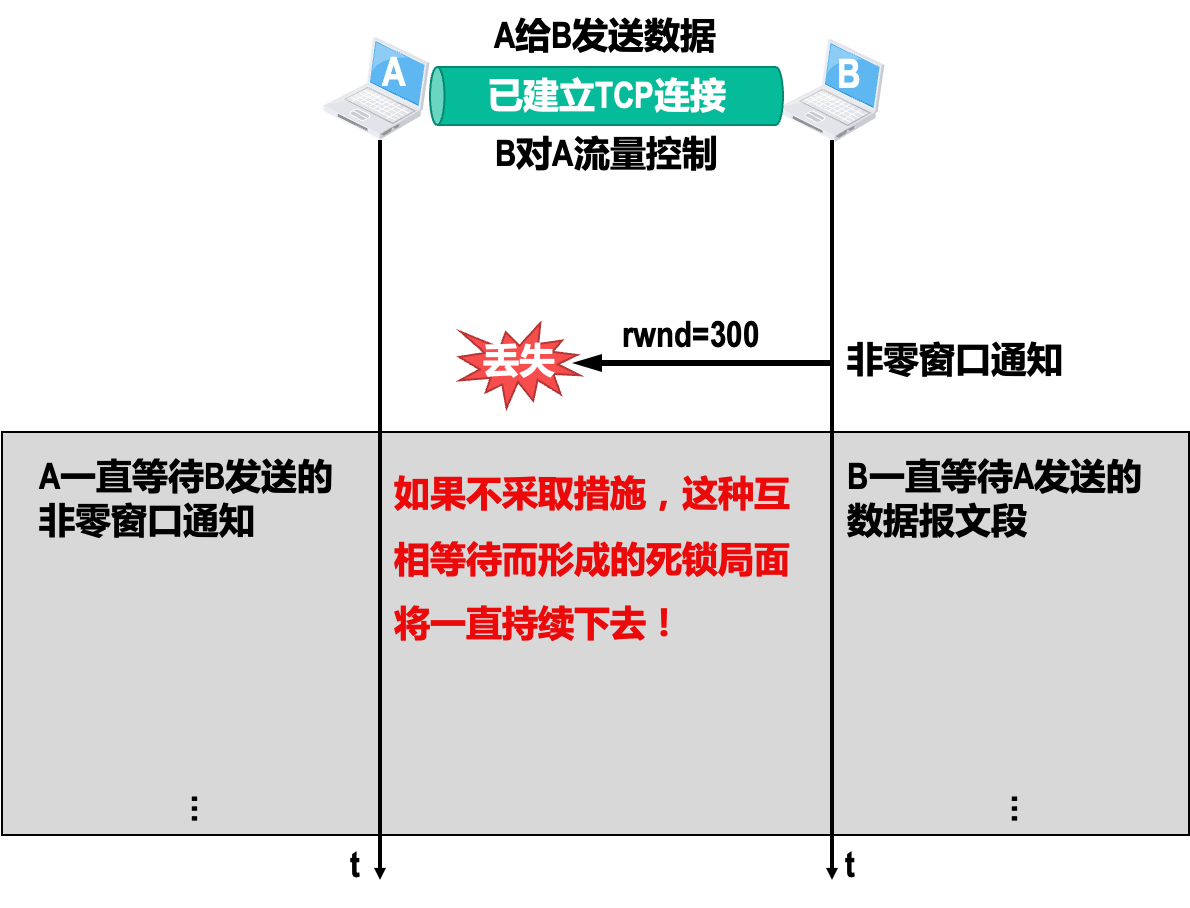 A给B发送数据
A
已建立TCP连接
B
B对A流量控制
rwnd=300
丢失
非零窗口通知
A一直等待B发送的
非零窗口通知
如果不采取措施，这种互
相等待而形成的死锁局面
将一直持续下去！
B一直等待A发送的
数据报文段
⋮
⋮
t
t